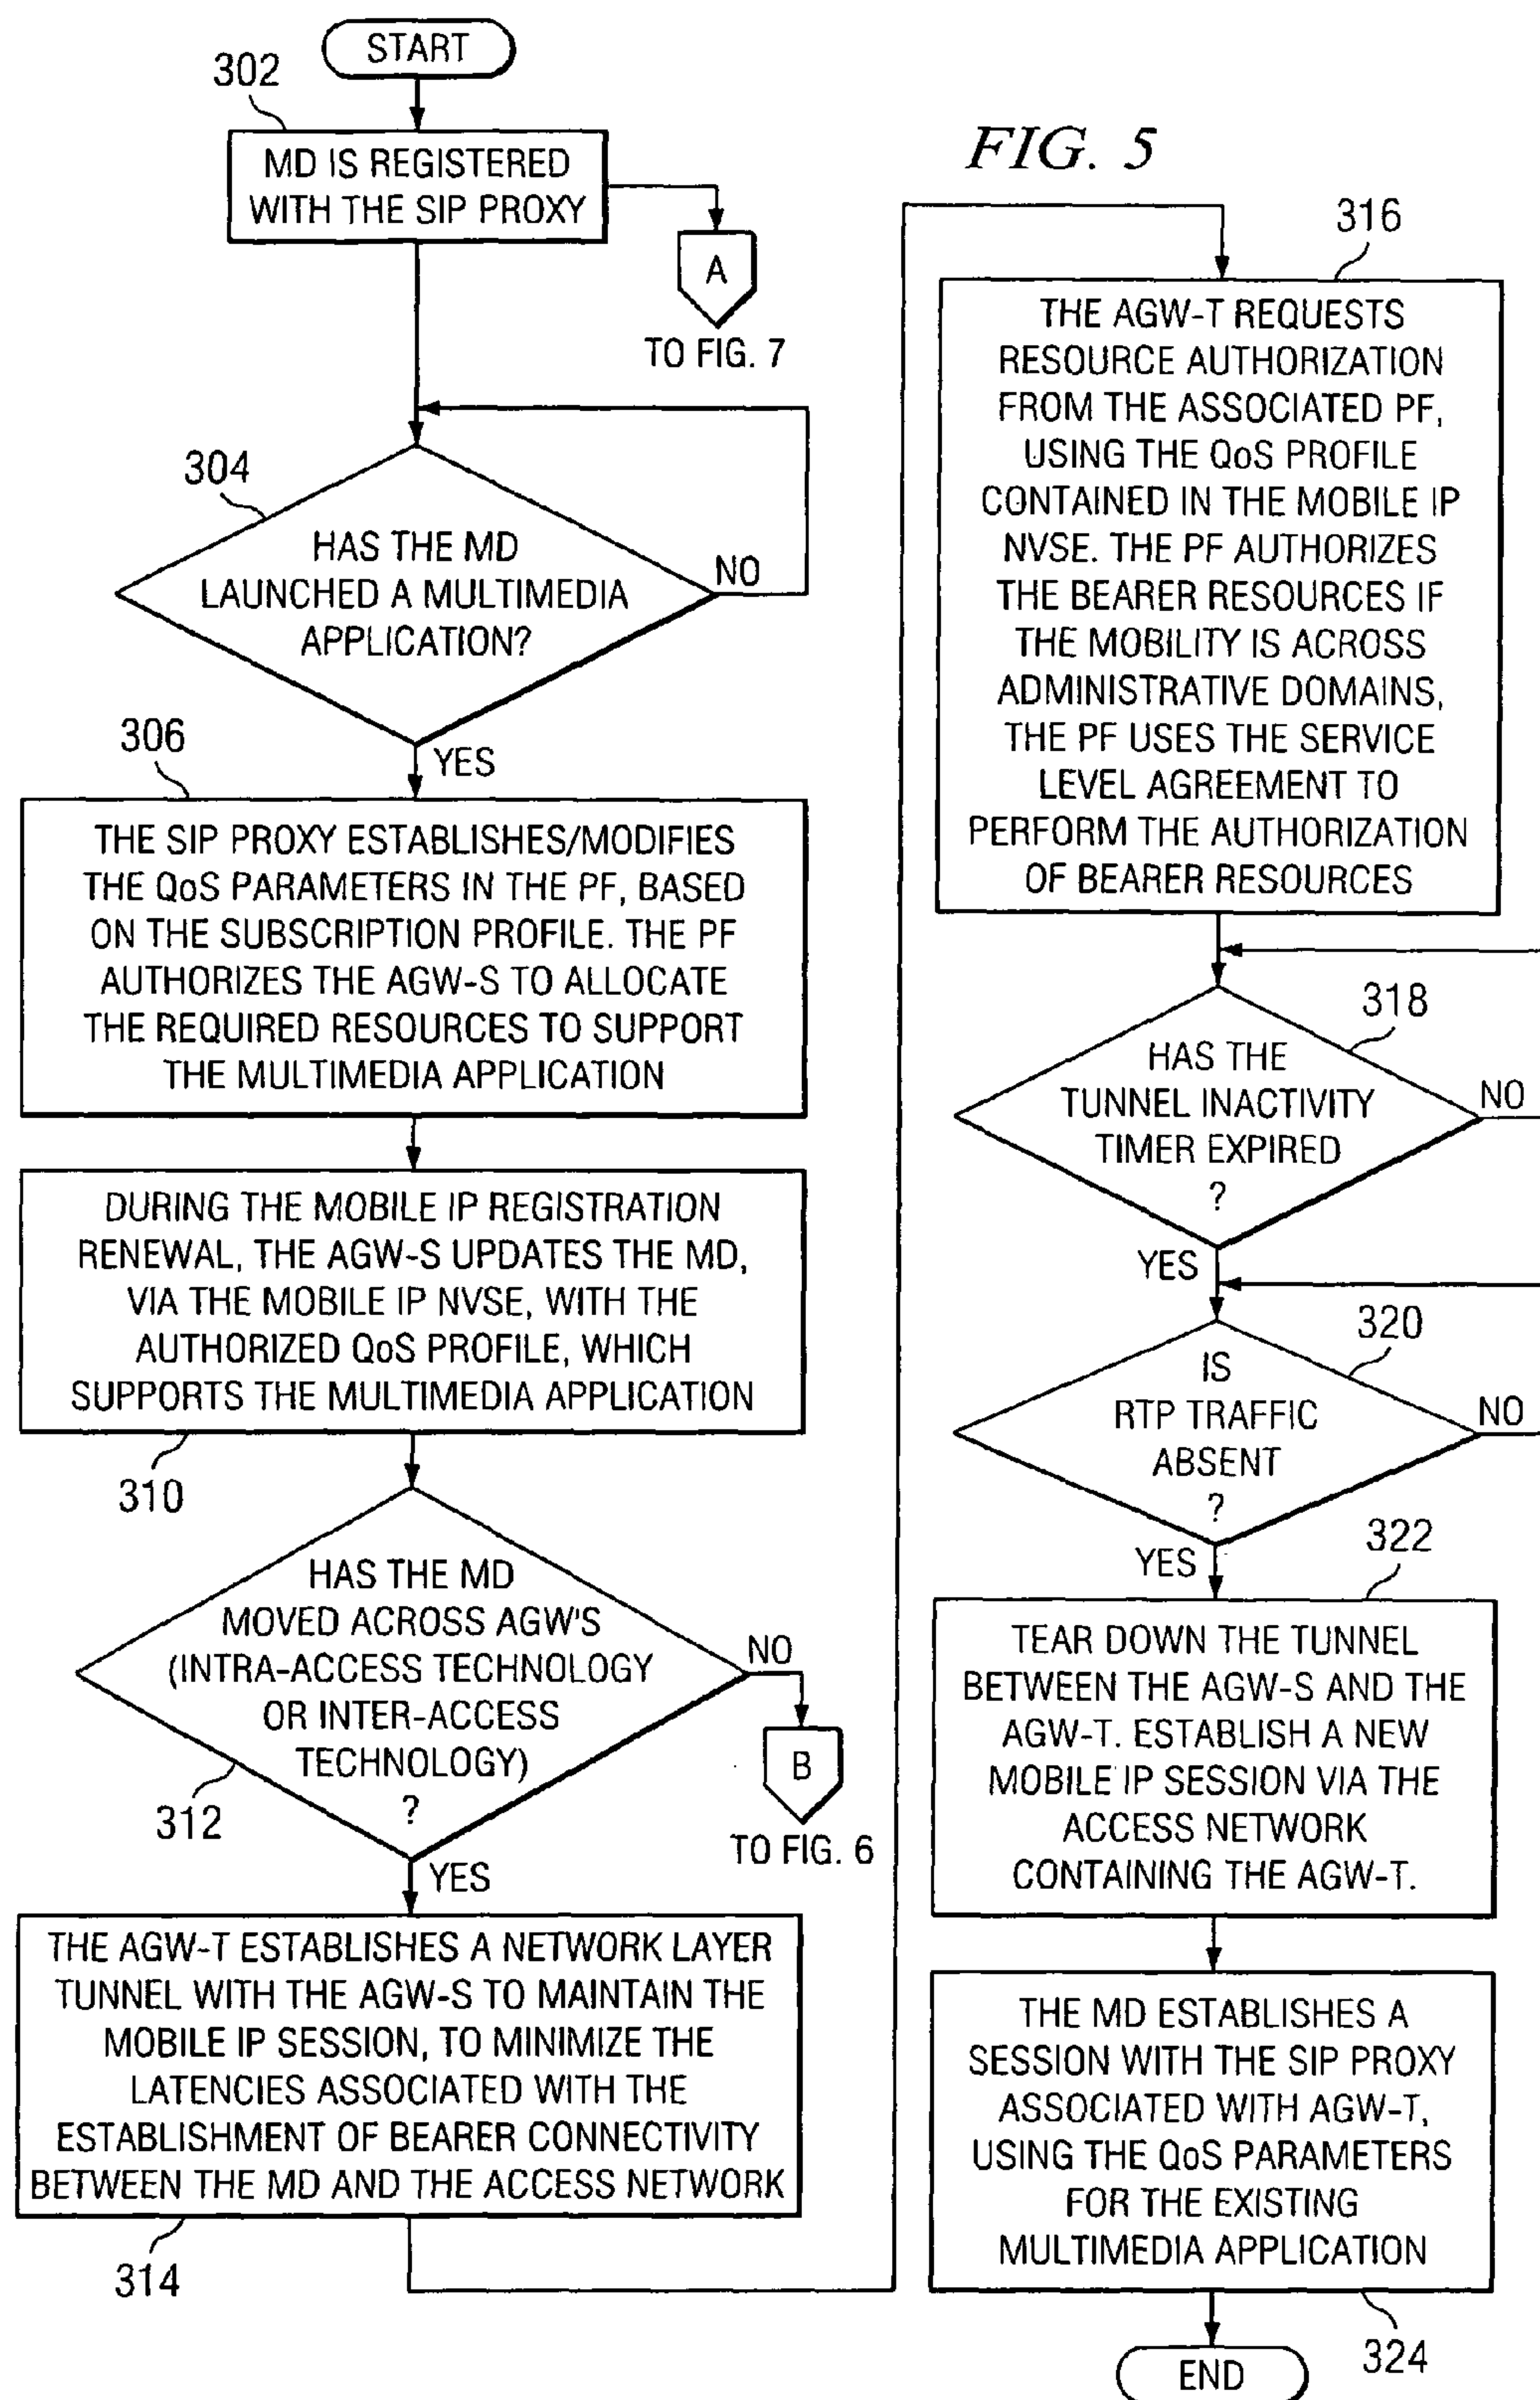 START
302
MD IS REGISTERED
WITH THE SIP PROXY
A
TO FIG. 7
304
HAS THE MD
LAUNCHED A MULTIMEDIA
APPLICATION?
NO
YES
306
THE SIP PROXY ESTABLISHES/MODIFIES
THE QoS PARAMETERS IN THE PF, BASED
ON THE SUBSCRIPTION PROFILE. THE PF
AUTHORIZES THE AGW-S TO ALLOCATE
THE REQUIRED RESOURCES TO SUPPORT
THE MULTIMEDIA APPLICATION
DURING THE MOBILE IP REGISTRATION
RENEWAL, THE AGW-S UPDATES THE MD,
VIA THE MOBILE IP NVSE, WITH THE
AUTHORIZED QoS PROFILE, WHICH
SUPPORTS THE MULTIMEDIA APPLICATION
310
HAS THE MD
MOVED ACROSS AGW'S
(INTRA-ACCESS TECHNOLOGY
OR INTER-ACCESS
TECHNOLOGY)
?
NO
B
TO FIG. 6
312
YES
THE AGW-T ESTABLISHES A NETWORK LAYER
TUNNEL WITH THE AGW-S TO MAINTAIN THE
MOBILE IP SESSION, TO MINIMIZE THE
LATENCIES ASSOCIATED WITH THE
ESTABLISHMENT OF BEARER CONNECTIVITY
BETWEEN THE MD AND THE ACCESS NETWORK
314
FIG. 5
316
THE AGW-T REQUESTS
RESOURCE AUTHORIZATION
FROM THE ASSOCIATED PF,
USING THE QoS PROFILE
CONTAINED IN THE MOBILE IP
NVSE. THE PF AUTHORIZES
THE BEARER RESOURCES IF
THE MOBILITY IS ACROSS
ADMINISTRATIVE DOMAINS,
THE PF USES THE SERVICE
LEVEL AGREEMENT TO
PERFORM THE AUTHORIZATION
OF BEARER RESOURCES
318
HAS THE
TUNNEL INACTIVITY
TIMER EXPIRED
?
NO
YES
320
IS
RTP TRAFFIC
ABSENT
?
NO
YES
322
TEAR DOWN THE TUNNEL
BETWEEN THE AGW-S AND THE
AGW-T. ESTABLISH A NEW
MOBILE IP SESSION VIA THE
ACCESS NETWORK
CONTAINING THE AGW-T.
THE MD ESTABLISHES A
SESSION WITH THE SIP PROXY
ASSOCIATED WITH AGW-T,
USING THE QoS PARAMETERS
FOR THE EXISTING
MULTIMEDIA APPLICATION
324
END